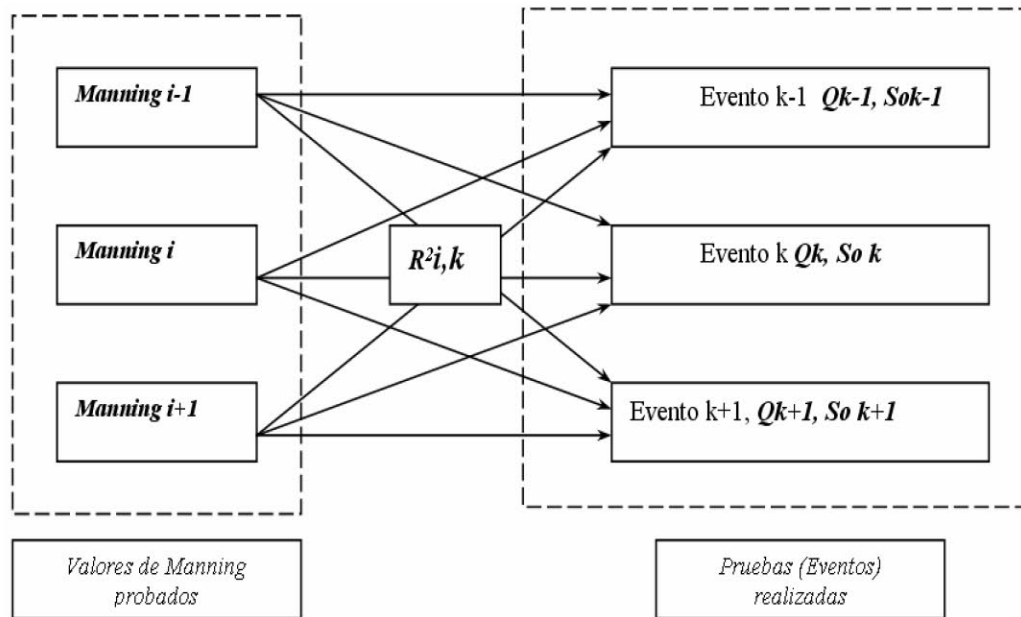 Manning i-1
Evento k-1 Qk-1, Sok-1
Manning i
R²i,k
Evento k Qk, So k
Manning i+1
Evento k+1, Qk+1, So k+1
Valores de Manning
probados
Pruebas (Eventos)
realizadas